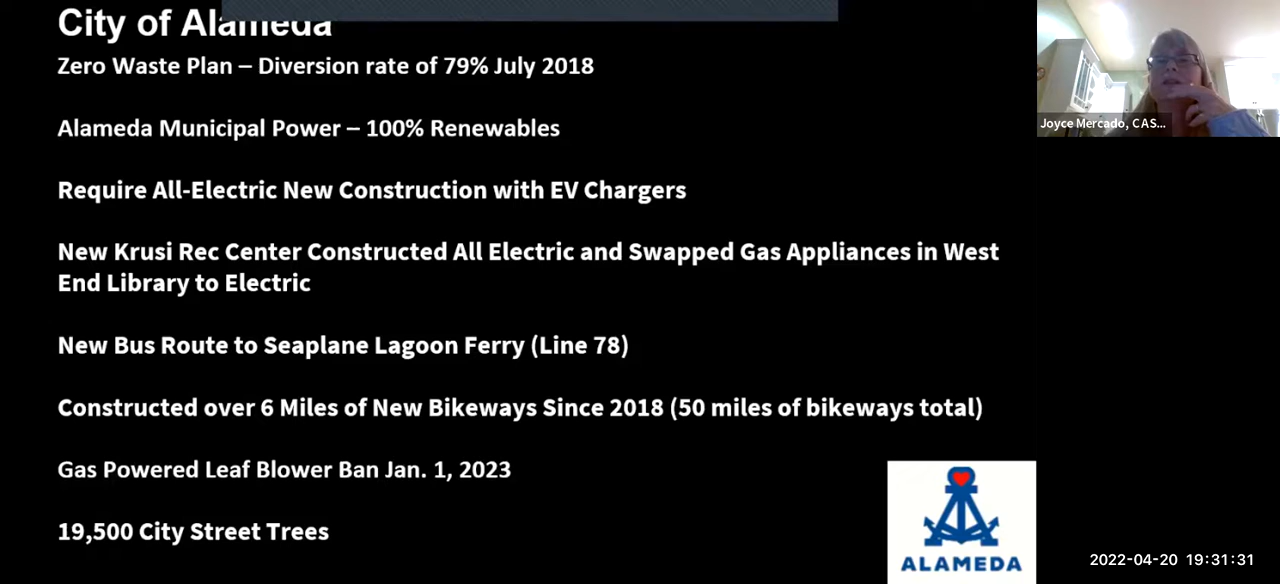 City of Alameda
Zero Waste Plan – Diversion rate of 79% July 2018
Alameda Municipal Power – 100% Renewables
Require All-Electric New Construction with EV Chargers
New Krusi Rec Center Constructed All Electric and Swapped Gas Appliances in West
End Library to Electric
New Bus Route to Seaplane Lagoon Ferry (Line 78)
Constructed over 6 Miles of New Bikeways Since 2018 (50 miles of bikeways total)
Gas Powered Leaf Blower Ban Jan. 1, 2023
19,500 City Street Trees
ALAMEDA
Joyce Mercado, CAS...
2022-04-20 19:31:31